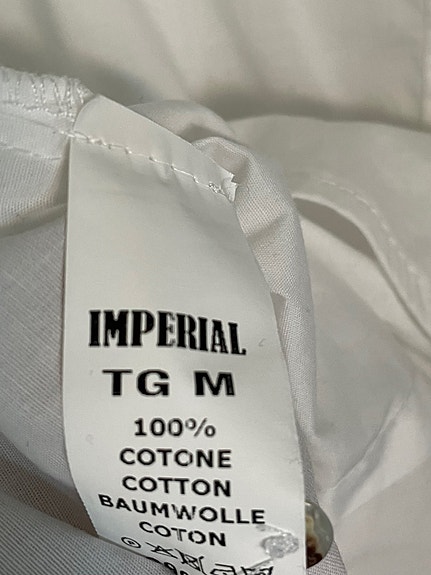 IMPERIAL
TG M
100%
COTONE
COTTON
BAUMWOLLE
COTON